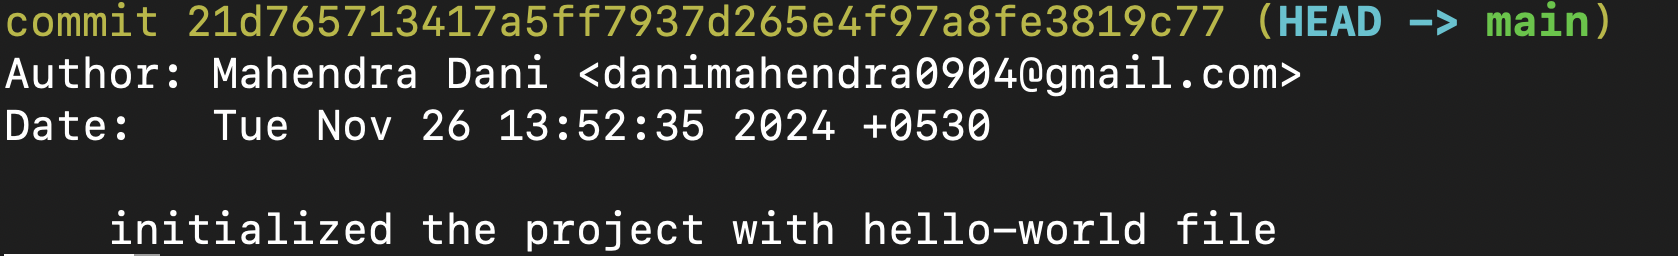 commit 21d765713417a5ff7937d265e4f97a8fe3819c77 (HEAD -> main)
Author: Mahendra Dani <danimahendra0904@gmail.com>
Date:   Tue Nov 26 13:52:35 2024 +0530
    initialized the project with hello-world file